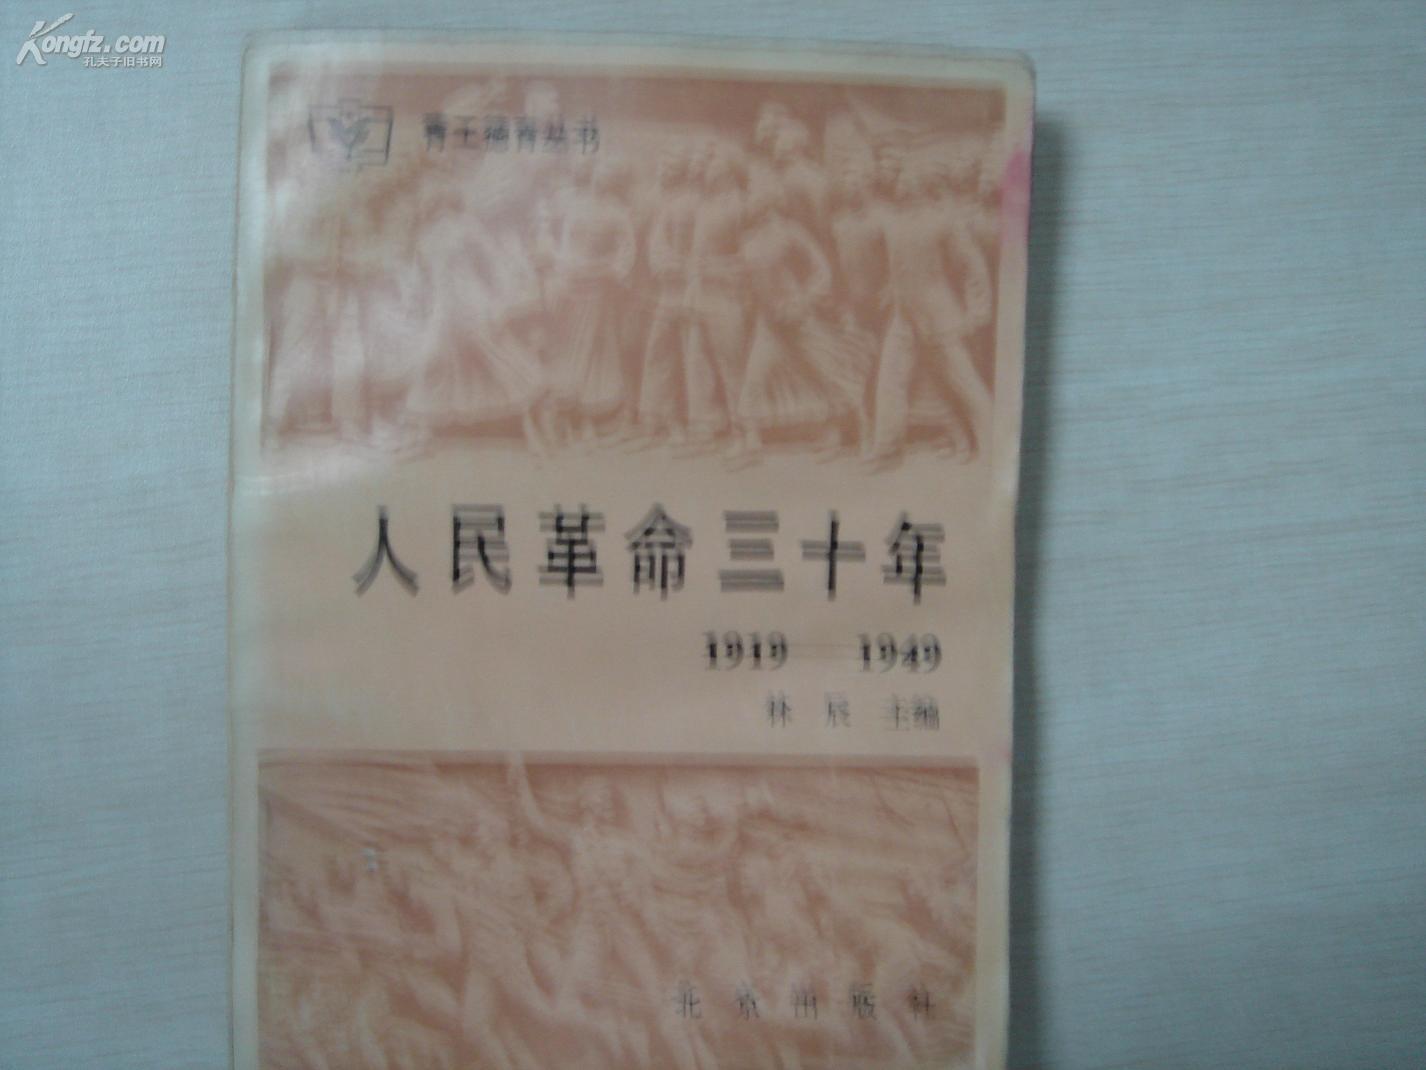 Kongfz.com
孔夫子旧书网
青工德育丛书
人民革命三十年
1919 1949
林 辰 主编
北京出版社